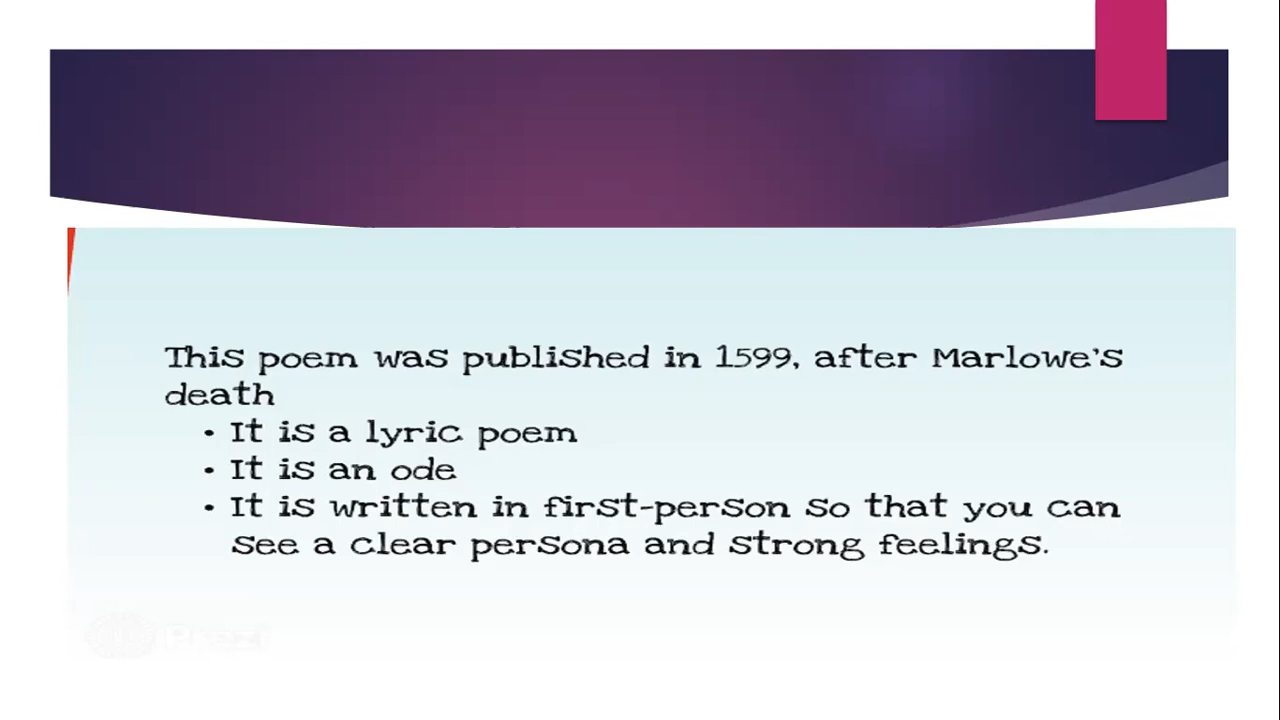 This poem was published in 1599, after Marlowe's
death
• It is a lyric poem
• It is an ode
• It is written in first-person so that you can
see a clear persona and strong feelings.
Prezi